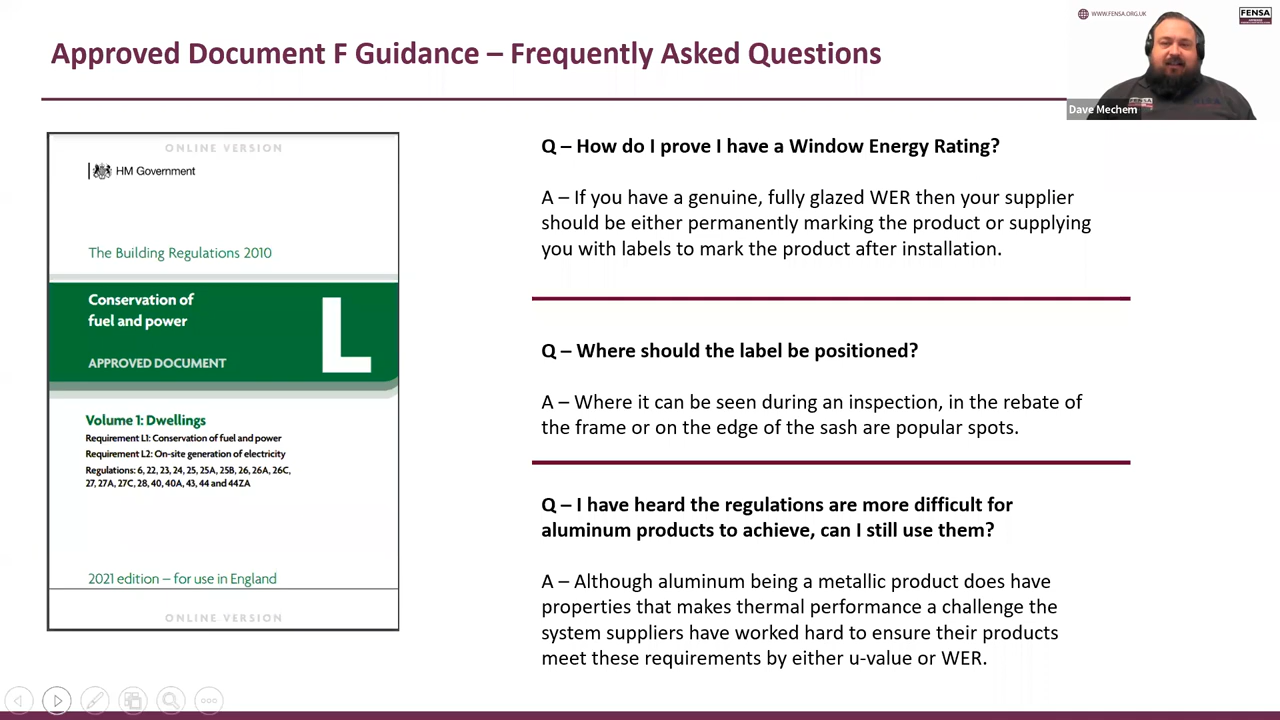 WWW.FENSA.ORG.UK
FENSA
Approved Document F Guidance – Frequently Asked Questions
Dave Mechem
ONLINE VERSION
HM Government
The Building Regulations 2010
Conservation of
fuel and power
L
APPROVED DOCUMENT
Volume 1: Dwellings
Requirement L1: Conservation of fuel and power
Requirement L2: On-site generation of electricity
Regulations: 6, 22, 23, 24, 25, 25A, 25B, 26, 26A, 26C,
27, 27A, 27C, 28, 40, 40A, 43, 44 and 44ZA
2021 edition – for use in England
ONLINE VERSION
Q – How do I prove I have a Window Energy Rating?
A – If you have a genuine, fully glazed WER then your supplier
should be either permanently marking the product or supplying
you with labels to mark the product after installation.
Q – Where should the label be positioned?
A – Where it can be seen during an inspection, in the rebate of
the frame or on the edge of the sash are popular spots.
Q – I have heard the regulations are more difficult for
aluminum products to achieve, can I still use them?
A – Although aluminum being a metallic product does have
properties that makes thermal performance a challenge the
system suppliers have worked hard to ensure their products
meet these requirements by either u-value or WER.